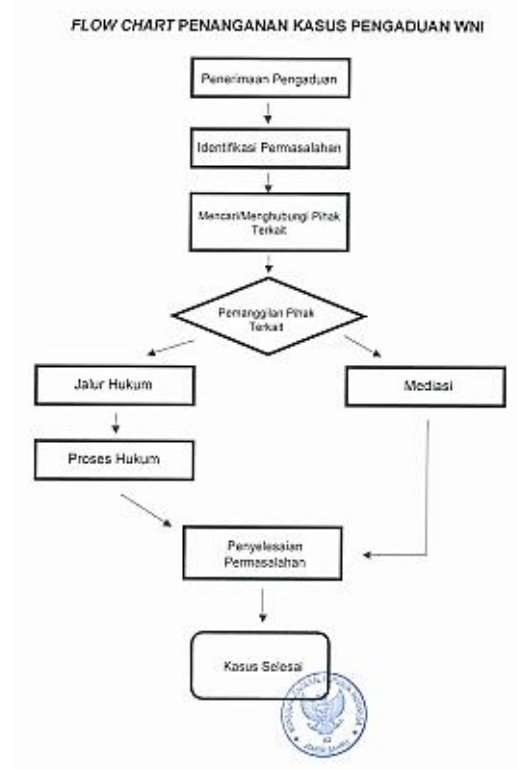 FLOW CHART PENANGANAN KASUS PENGADUAN WNI
Penerimaan Pengaduan
Identifikasi Permasalahan
Mencari/Menghubungi Pihak
Terkait
Pemanggilan Pihak
Terkait
Jalur Hukum
Mediasi
Proses Hukum
Penyelesaian
Permasalahan
Kasus Selesai